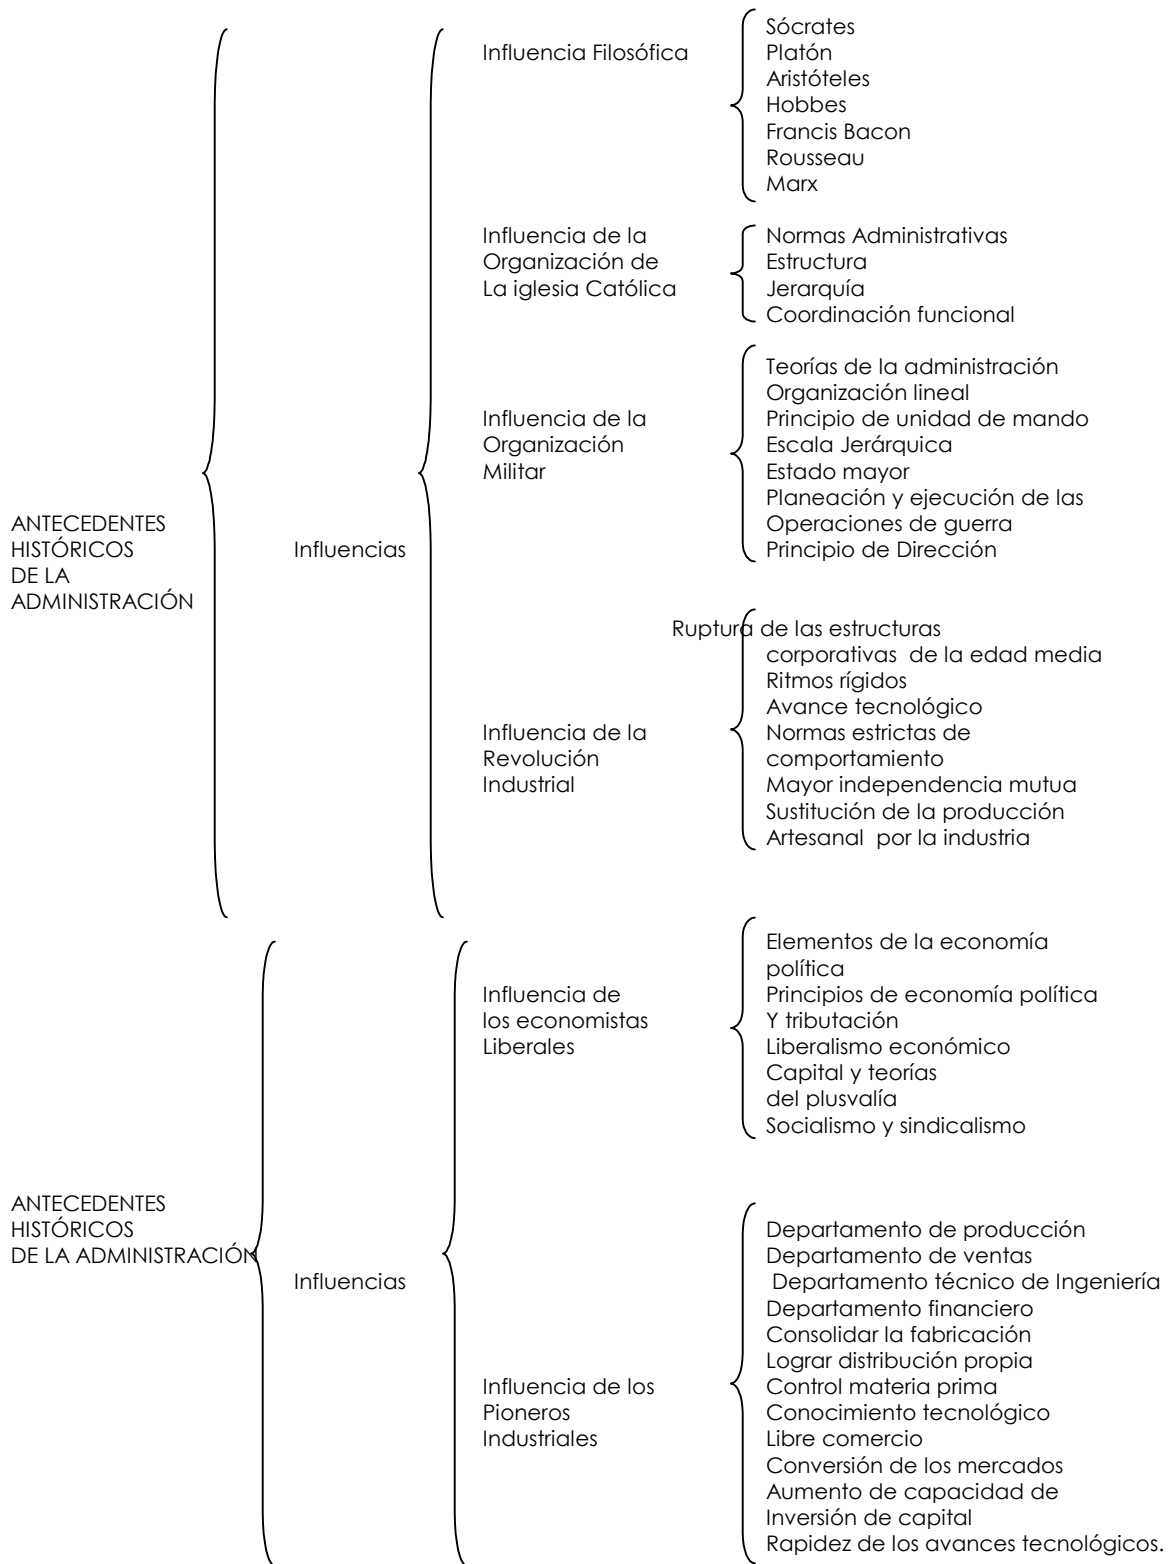 ANTECEDENTES
HISTÓRICOS
DE LA
ADMINISTRACIÓN
Influencias
Influencia Filosófica
Sócrates
Platón
Aristóteles
Hobbes
Francis Bacon
Rousseau
Marx
Influencia de la
Organización de
La iglesia Católica
Normas Administrativas
Estructura
Jerarquía
Coordinación funcional
Influencia de la
Organización
Militar
Teorías de la administración
Organización lineal
Principio de unidad de mando
Escala Jerárquica
Estado mayor
Planeación y ejecución de las
Operaciones de guerra
Principio de Dirección
Influencia de la
Revolución
Industrial
Ruptura de las estructuras
corporativas de la edad media
Ritmos rígidos
Avance tecnológico
Normas estrictas de
comportamiento
Mayor independencia mutua
Sustitución de la producción
Artesanal por la industria
ANTECEDENTES
HISTÓRICOS
DE LA ADMINISTRACIÓN
Influencias
Influencia de
los economistas
Liberales
Elementos de la economía
política
Principios de economía política
Y tributación
Liberalismo económico
Capital y teorías
del plusvalía
Socialismo y sindicalismo
Influencia de los
Pioneros
Industriales
Departamento de producción
Departamento de ventas
Departamento técnico de Ingeniería
Departamento financiero
Consolidar la fabricación
Lograr distribución propia
Control materia prima
Conocimiento tecnológico
Libre comercio
Conversión de los mercados
Aumento de capacidad de
Inversión de capital
Rapidez de los avances tecnológicos.